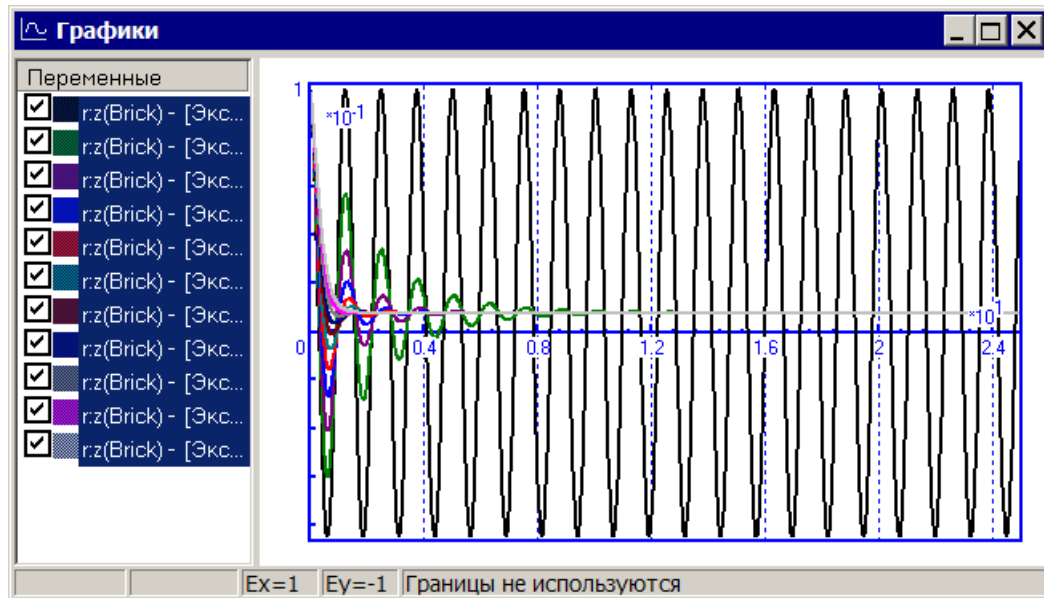 Графики
Переменные
r:z(Brick) - [Экс...
r:z(Brick) - [Экс...
r:z(Brick) - [Экс...
r:z(Brick) - [Экс...
r:z(Brick) - [Экс...
r:z(Brick) - [Экс...
r:z(Brick) - [Экс...
r:z(Brick) - [Экс...
r:z(Brick) - [Экс...
r:z(Brick) - [Экс...
r:z(Brick) - [Экс...
1
*10-1
*101
0 0.4 0.8 1.2 1.6 2 2.4
Ex=1 Ey=-1 Границы не используются